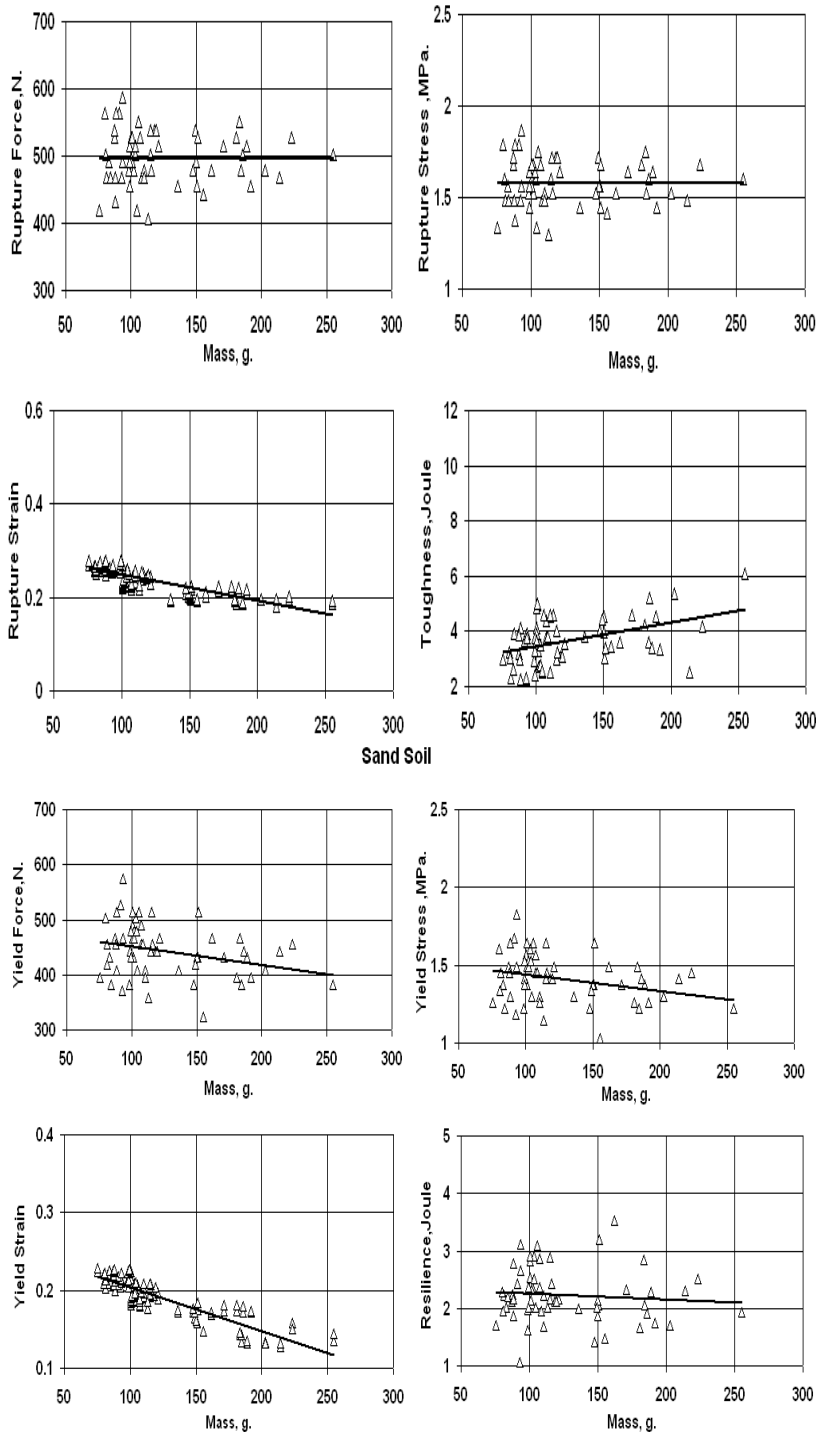 Rupture Force,N.
700
600
500
400
300
50 100 150 200 250 300
Mass, g.
Rupture Stress ,MPa.
2.5
2
1.5
1
50 100 150 200 250 300
Mass, g.
Rupture Strain
0.6
0.4
0.2
0
50 100 150 200 250 300
Toughness,Joule
12
10
8
6
4
2
50 100 150 200 250 300
Sand Soil
Yield Force,N.
700
600
500
400
300
50 100 150 200 250 300
Mass, g.
Yield Stress ,MPa.
2.5
2
1.5
1
50 100 150 200 250 300
Mass, g.
Yield Strain
0.4
0.3
0.2
0.1
50 100 150 200 250 300
Mass, g.
Resilience,Joule
5
4
3
2
1
50 100 150 200 250 300
Mass, g.